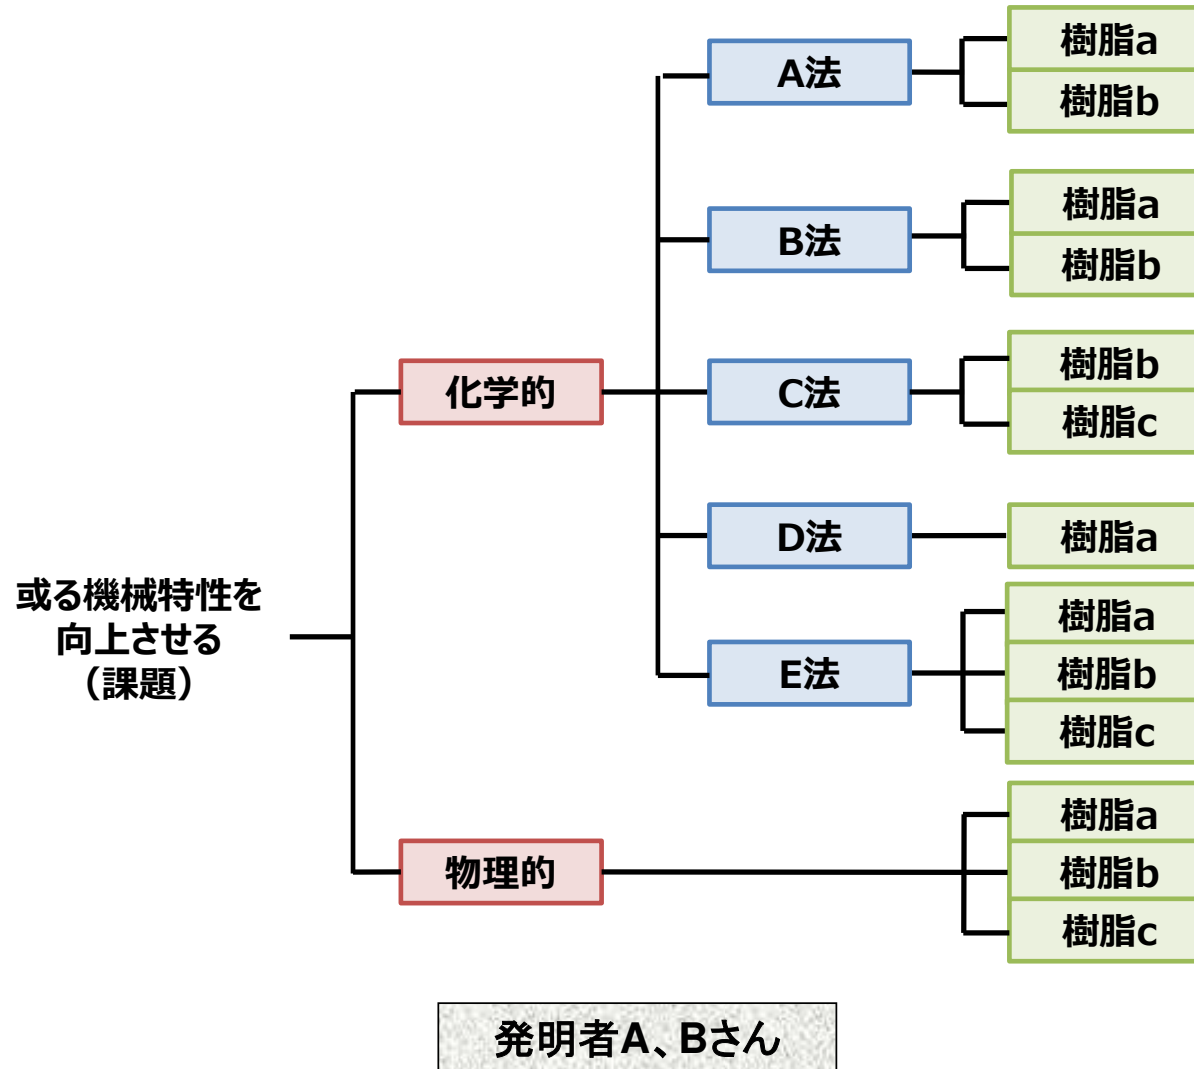 A法
樹脂a
樹脂b
B法
樹脂a
樹脂b
化学的
C法
樹脂b
樹脂c
D法
樹脂a
或る機械特性を
向上させる
（課題）
E法
樹脂a
樹脂b
樹脂c
物理的
樹脂a
樹脂b
樹脂c
発明者A、Bさん